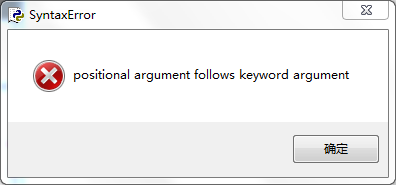 SyntaxError
positional argument follows keyword argument
确定